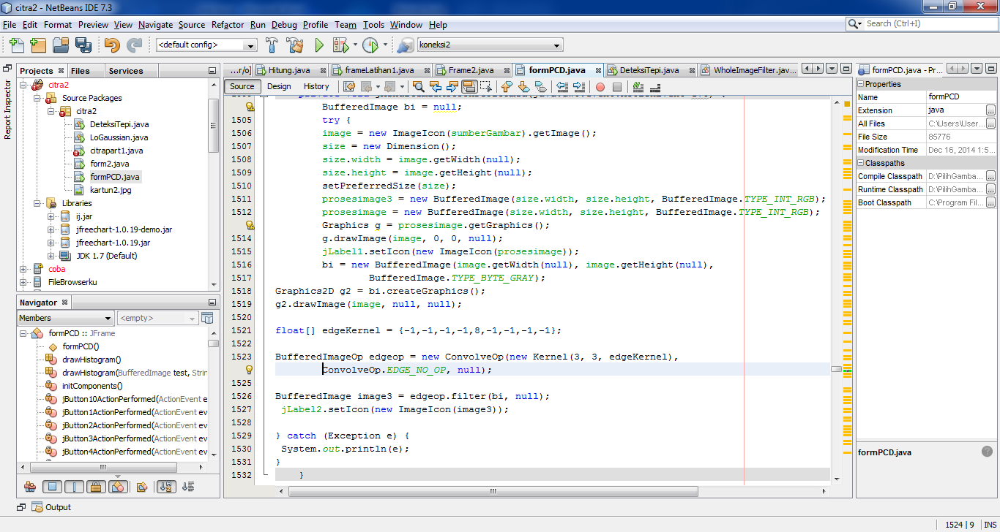 citra2 - NetBeans IDE 7.3
File Edit Format Preview View Navigate Source Refactor Run Debug Profile Team Tools Window Help
Search (Ctrl+I)
<default config>
koneksi2
Report Inspector
Projects Files Services
citra2
Source Packages
citra2
DeteksiTepi.java
LoGaussian.java
citrapart1.java
form2.java
formPCD.java
kartun2.jpg
Libraries
ij.jar
jfreechart-1.0.19-demo.jar
jfreechart-1.0.19.jar
JDK 1.7 (Default)
coba
FileBrowserku
Navigator
Members <empty>
formPCD :: JFrame
formPCD()
drawHistogram()
drawHistogram(BufferedImage test, Strin
initComponents()
jButton10ActionPerformed(ActionEvent e
jButton1ActionPerformed(ActionEvent ev
jButton2ActionPerformed(ActionEvent ev
jButton3ActionPerformed(ActionEvent ev
jButton4ActionPerformed(ActionEvent ev
Output
...r/o] Hitung.java frameLatihan1.java Frame2.java formPCD.java DeteksiTepi.java WholeImageFilter.jav...
Source Design History
BufferedImage bi = null;
1505 try {
1506 image = new ImageIcon(sumberGambar).getImage();
1507 size = new Dimension();
1508 size.width = image.getWidth(null);
1509 size.height = image.getHeight(null);
1510 setPreferredSize(size);
1511 prosesimage3 = new BufferedImage(size.width, size.height, BufferedImage.TYPE_INT_RGB);
1512 prosesimage = new BufferedImage(size.width, size.height, BufferedImage.TYPE_INT_RGB);
Graphics g = prosesimage.getGraphics();
1514 g.drawImage(image, 0, 0, null);
1515 jLabel1.setIcon(new ImageIcon(prosesimage));
1516 bi = new BufferedImage(image.getWidth(null), image.getHeight(null),
1517 BufferedImage.TYPE_BYTE_GRAY);
1518 Graphics2D g2 = bi.createGraphics();
1519 g2.drawImage(image, null, null);
1520
1521 float[] edgeKernel = {-1,-1,-1,-1,8,-1,-1,-1,-1};
1522
1523 BufferedImageOp edgeop = new ConvolveOp(new Kernel(3, 3, edgeKernel),
ConvolveOp.EDGE_NO_OP, null);
1525
1526 BufferedImage image3 = edgeop.filter(bi, null);
1527 jLabel2.setIcon(new ImageIcon(image3));
1528
1529 } catch (Exception e) {
1530 System.out.println(e);
1531 }
1532 }
formPCD.java - Pr...
Properties
Name formPCD
Extension java
All Files C:\Users\User...
File Size 85776
Modification Time Dec 16, 2014 1:5...
Classpaths
Compile Classpath D:\PilihGamba...
Runtime Classpath D:\PilihGamba...
Boot Classpath C:\Program Fil...
formPCD.java
1524 | 9 INS